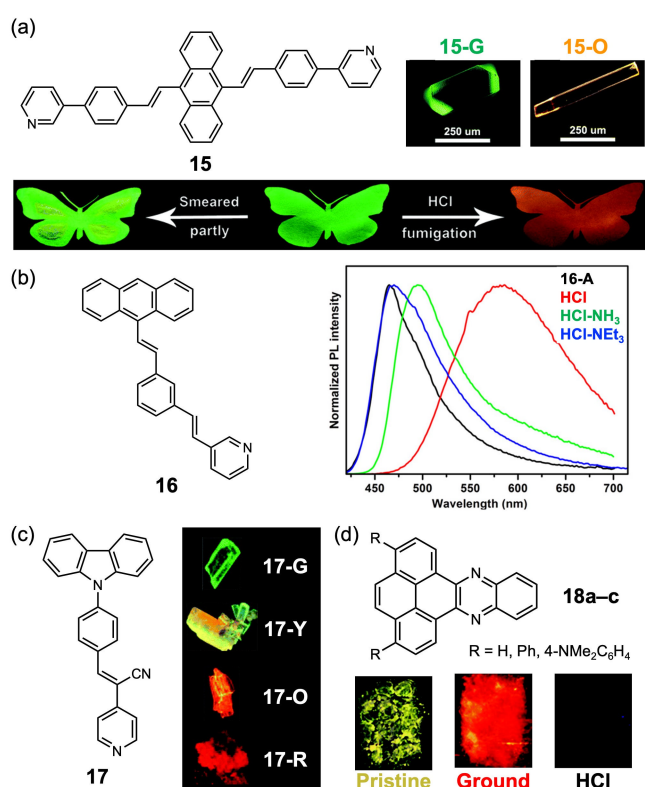 (a)
N
N
15
15-G
15-O
250 um
250 um
Smeared
partly
HCl
fumigation
(b)
N
16
Normalized PL intensity
16-A
HCl
HCl-NH₃
HCl-NEt₃
450 500 550 600 650 700
Wavelength (nm)
(c)
N
CN
N
17
17-G
17-Y
17-O
17-R
(d)
R
N
N
R
18a–c
R = H, Ph, 4-NMe₂C₆H₄
Pristine
Ground
HCl